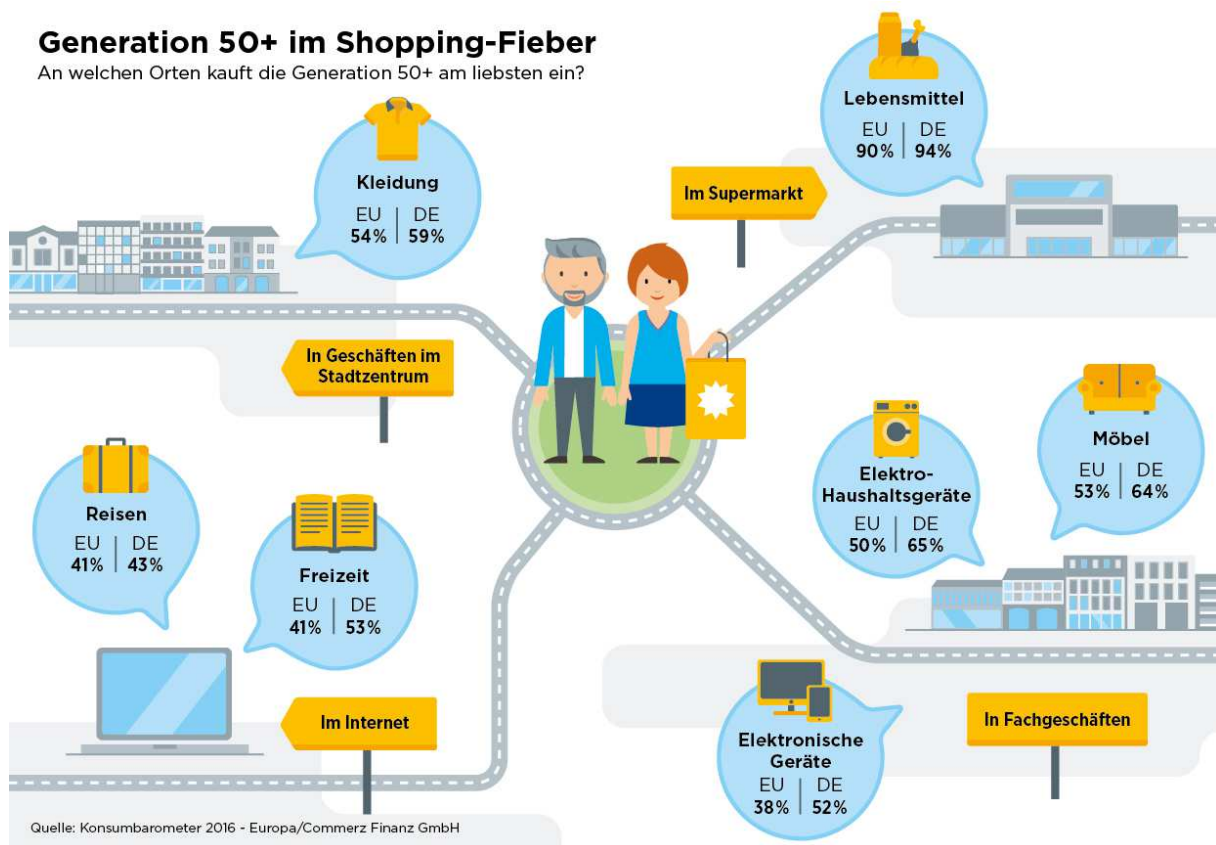 Generation 50+ im Shopping-Fieber
An welchen Orten kauft die Generation 50+ am liebsten ein?
Kleidung
EU | DE
54% | 59%
In Geschäften im
Stadtzentrum
Lebensmittel
EU | DE
90% | 94%
Im Supermarkt
Reisen
EU | DE
41% | 43%
Freizeit
EU | DE
41% | 53%
Im Internet
Elektro-
Haushaltsgeräte
EU | DE
50% | 65%
Möbel
EU | DE
53% | 64%
Elektronische
Geräte
EU | DE
38% | 52%
In Fachgeschäften
Quelle: Konsumbarometer 2016 - Europa/Commerz Finanz GmbH